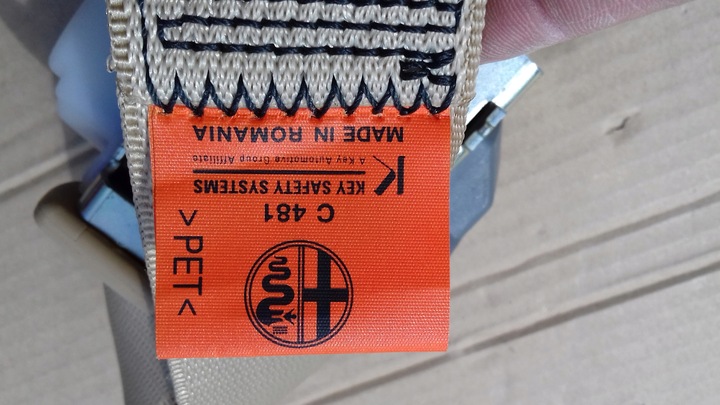 >PET<
C 481
KEY SAFETY SYSTEMS
A Key Automotive Group Affiliate
MADE IN ROMANIA